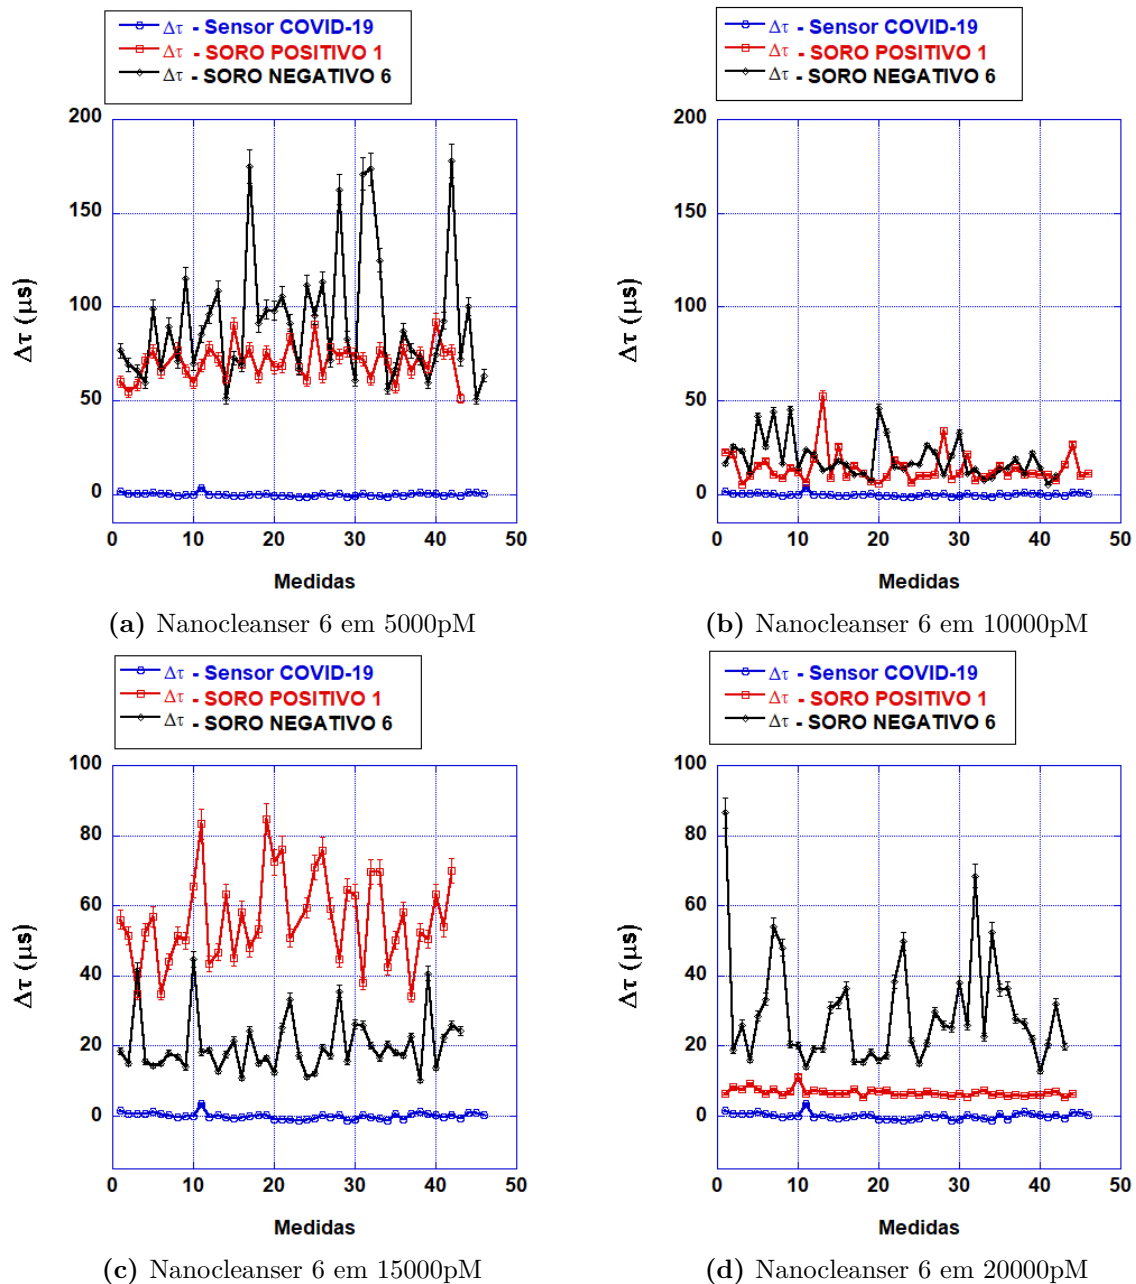 Δτ - Sensor COVID-19
Δτ - SORO POSITIVO 1
Δτ - SORO NEGATIVO 6
200
150
100
50
0
Δτ (µs)
0 10 20 30 40 50
Medidas
(a) Nanocleanser 6 em 5000pM
Δτ - Sensor COVID-19
Δτ - SORO POSITIVO 1
Δτ - SORO NEGATIVO 6
200
150
100
50
0
Δτ (µs)
0 10 20 30 40 50
Medidas
(b) Nanocleanser 6 em 10000pM
Δτ - Sensor COVID-19
Δτ - SORO POSITIVO 1
Δτ - SORO NEGATIVO 6
100
80
60
40
20
0
Δτ (µs)
0 10 20 30 40 50
Medidas
(c) Nanocleanser 6 em 15000pM
Δτ - Sensor COVID-19
Δτ - SORO POSITIVO 1
Δτ - SORO NEGATIVO 6
100
80
60
40
20
0
Δτ (µs)
0 10 20 30 40 50
Medidas
(d) Nanocleanser 6 em 20000pM